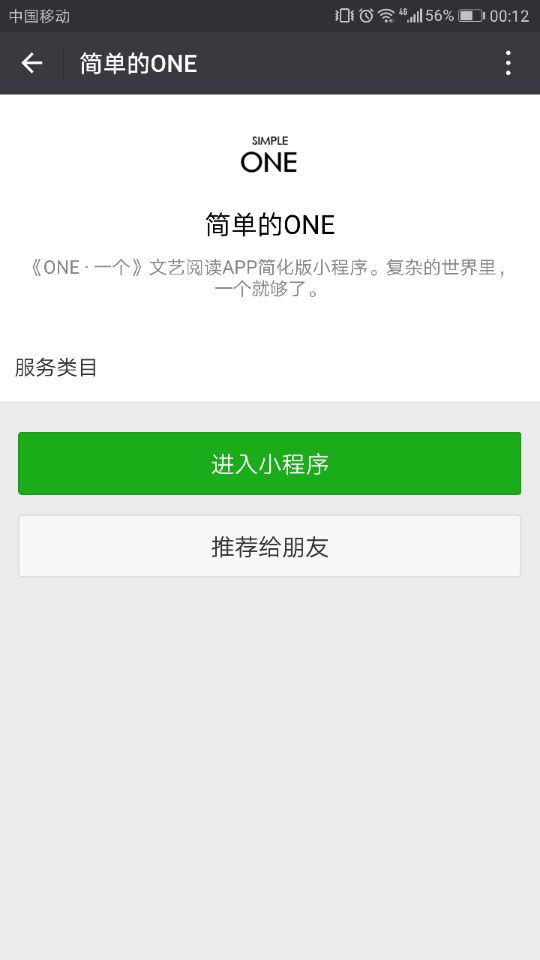 中国移动 4G 56% 00:12
简单的ONE
SIMPLE
ONE
简单的ONE
《ONE · 一个》文艺阅读APP简化版小程序。复杂的世界里，
一个就够了。
服务类目
进入小程序
推荐给朋友